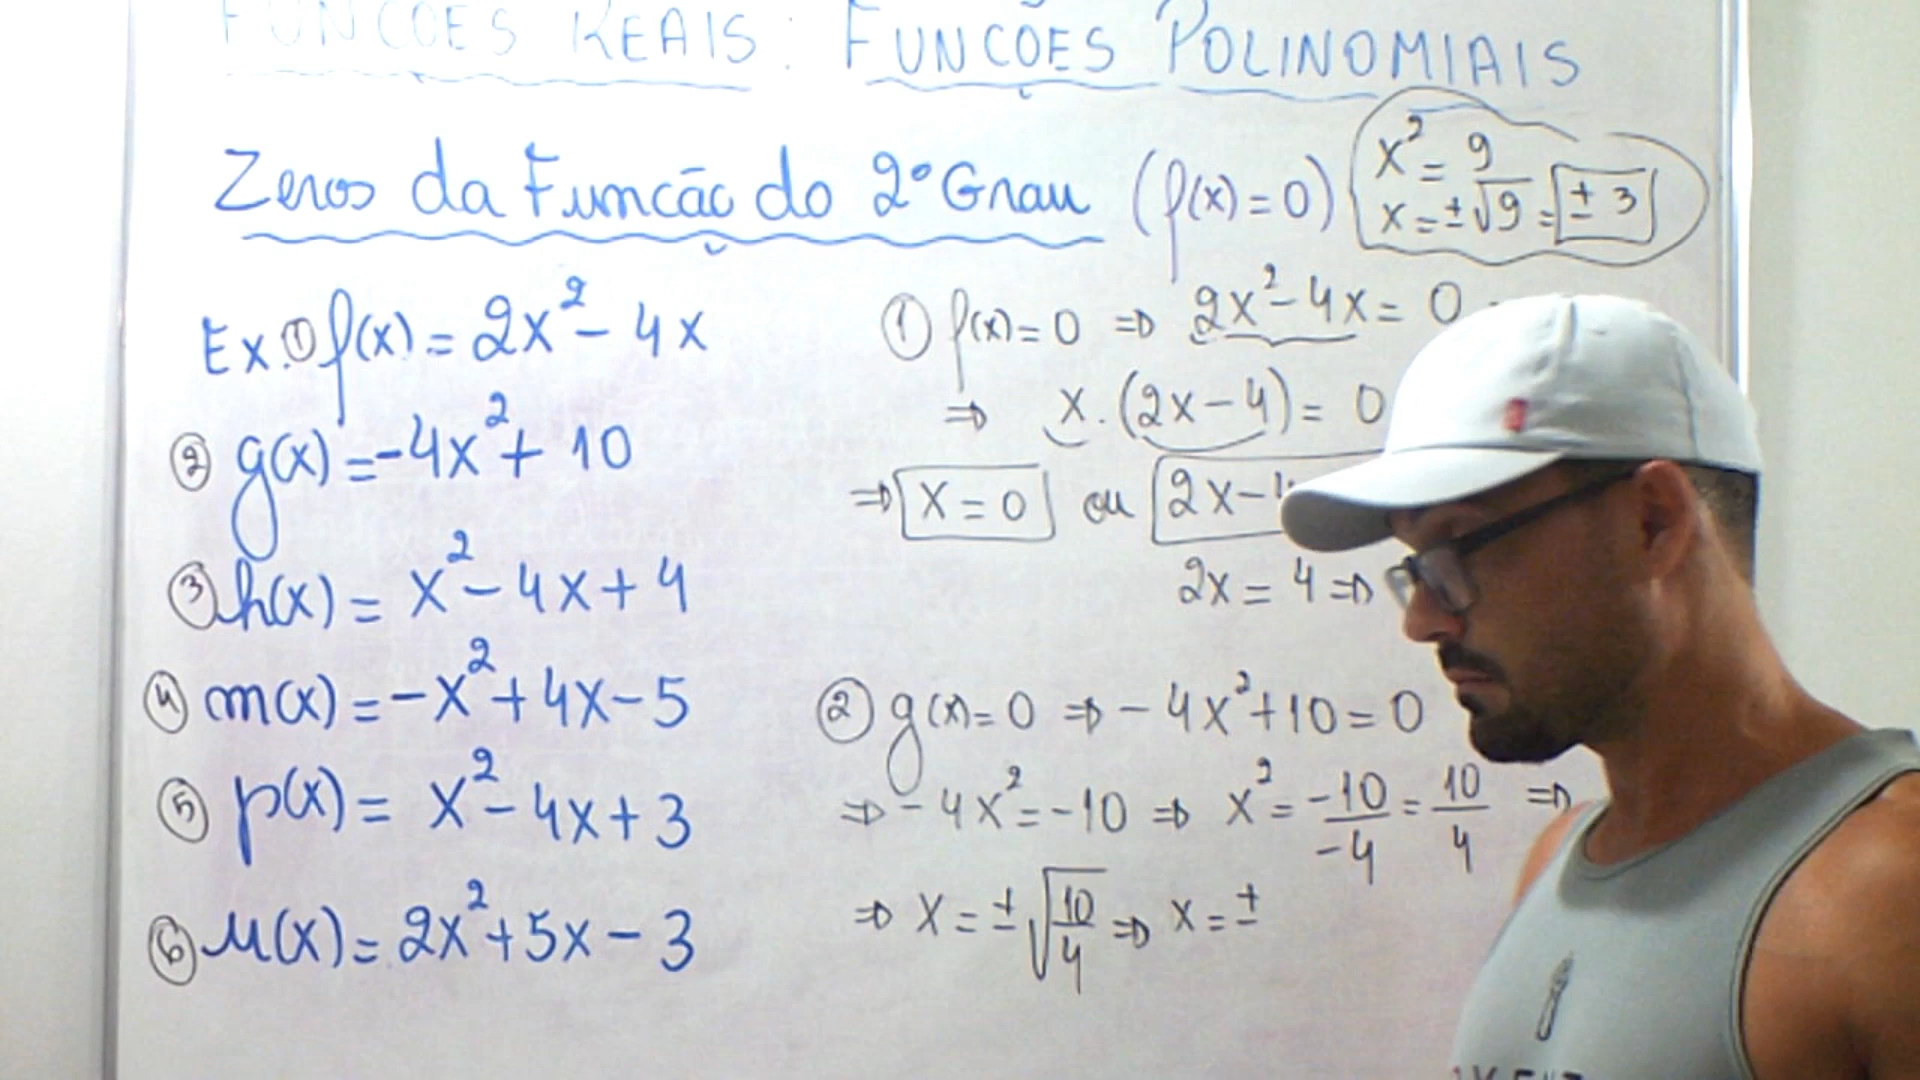 FUNCOES REAIS: FUNÇÕES POLINOMIAIS
Zeros da Função do 2º Grau (f(x)=0)
x² = 9
x = ±√9 = ± 3
Ex. ① f(x) = 2x² - 4x
② g(x) = -4x² + 10
③ h(x) = x² - 4x + 4
④ m(x) = -x² + 4x - 5
⑤ p(x) = x² - 4x + 3
⑥ u(x) = 2x² + 5x - 3
① f(x) = 0 ⇒ 2x² - 4x = 0
⇒ x . (2x - 4) = 0
⇒ x = 0 ou 2x -
2x = 4 ⇒
② g(x) = 0 ⇒ -4x² + 10 = 0
⇒ -4x² = -10 ⇒ x² = -10/-4 = 10/4 ⇒
⇒ x = ±√10/4 ⇒ x = ±